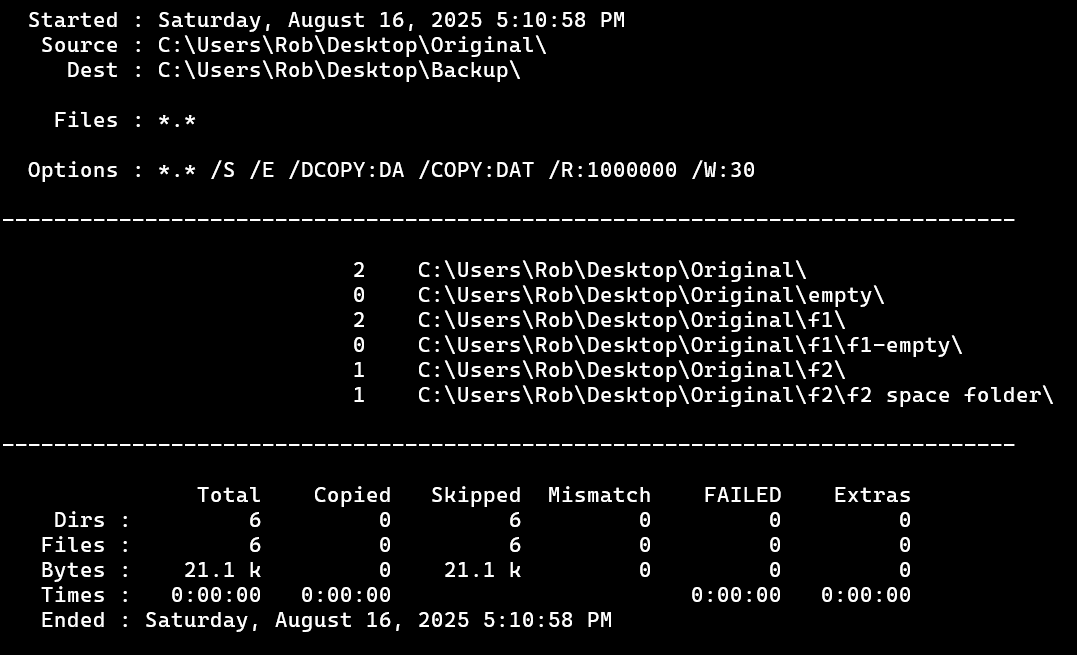 Started : Saturday, August 16, 2025 5:10:58 PM
Source : C:\Users\Rob\Desktop\Original\
Dest : C:\Users\Rob\Desktop\Backup\
Files : *.*
Options : *.* /S /E /DCOPY:DA /COPY:DAT /R:1000000 /W:30
------------------------------------------------------------------------------
2    C:\Users\Rob\Desktop\Original\
0    C:\Users\Rob\Desktop\Original\empty\
2    C:\Users\Rob\Desktop\Original\f1\
0    C:\Users\Rob\Desktop\Original\f1\f1-empty\
1    C:\Users\Rob\Desktop\Original\f2\
1    C:\Users\Rob\Desktop\Original\f2\f2 space folder\
------------------------------------------------------------------------------
Total    Copied   Skipped  Mismatch    FAILED    Extras
Dirs :         6         0         6         0         0         0
Files :         6         0         6         0         0         0
Bytes :    21.1 k         0    21.1 k         0         0         0
Times :   0:00:00   0:00:00                       0:00:00   0:00:00
Ended : Saturday, August 16, 2025 5:10:58 PM